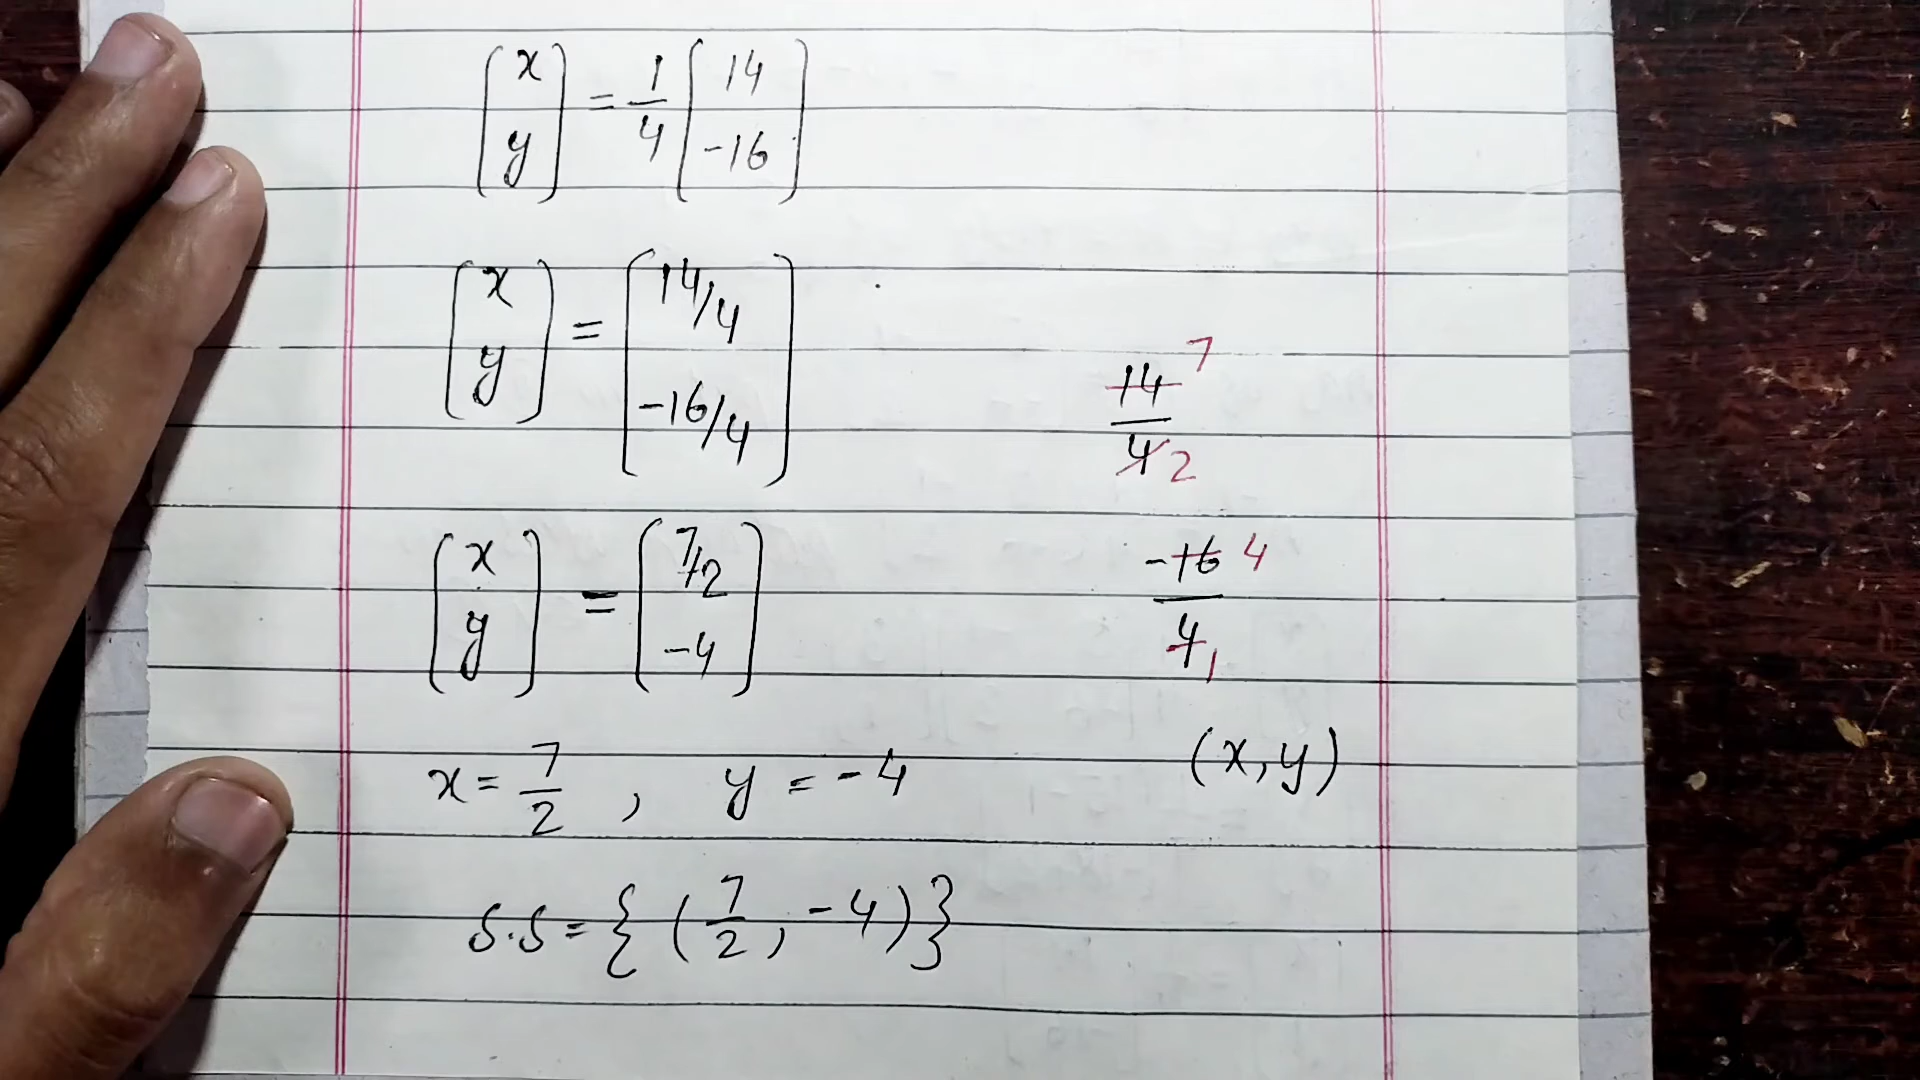 [x y] = 1/4 [14 -16]
[x y] = [14/4 -16/4]
14/4 7 2
[x y] = [7/2 -4]
-16/4 4 1
x = 7/2 , y = -4
(x, y)
S.S = { (7/2, -4) }